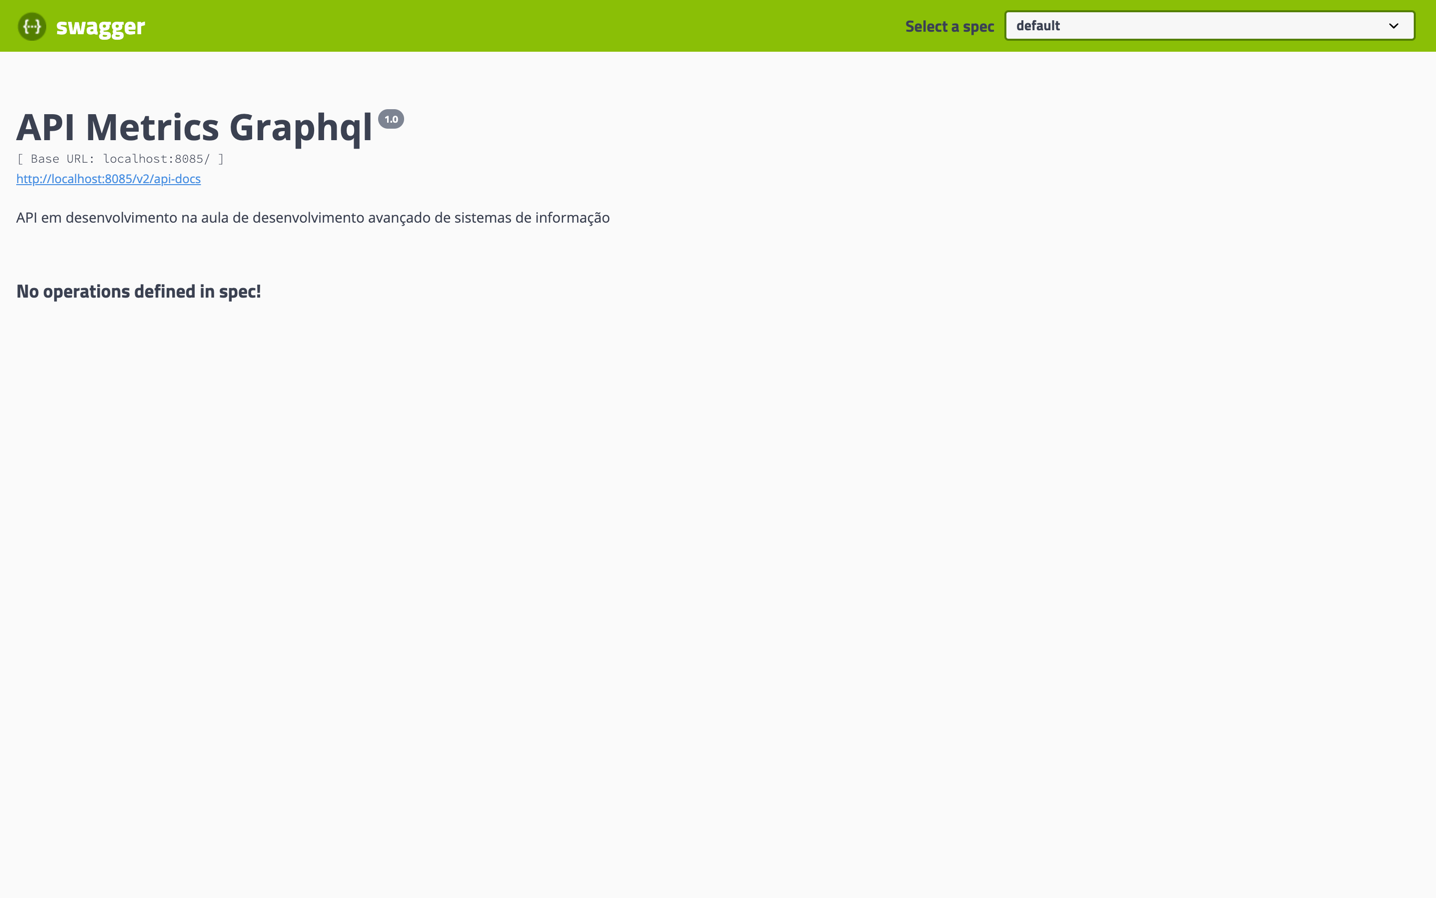 {···} swagger
Select a spec
default
API Metrics Graphql 1.0
[ Base URL: localhost:8085/ ]
http://localhost:8085/v2/api-docs
API em desenvolvimento na aula de desenvolvimento avançado de sistemas de informação
No operations defined in spec!